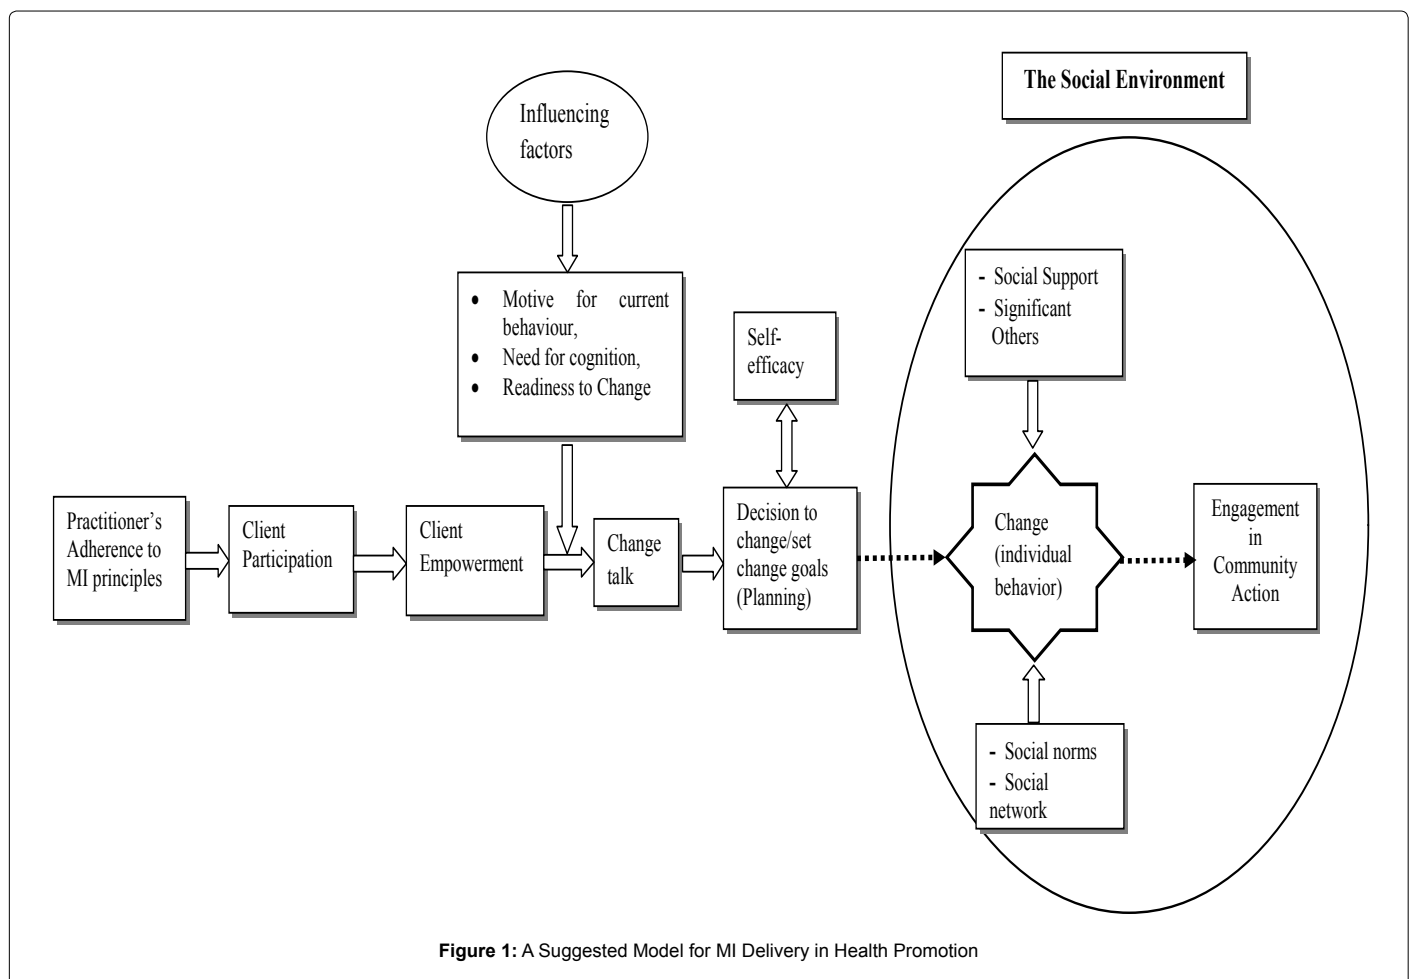 The Social Environment
Influencing
factors
- Social Support
- Significant
Others
• Motive for current
behaviour,
• Need for cognition,
• Readiness to Change
Self-
efficacy
Practitioner's
Adherence to
MI principles
Client
Participation
Client
Empowerment
Change
talk
Decision to
change/set
change goals
(Planning)
Change
(individual
behavior)
Engagement
in
Community
Action
- Social norms
- Social
network
Figure 1: A Suggested Model for MI Delivery in Health Promotion